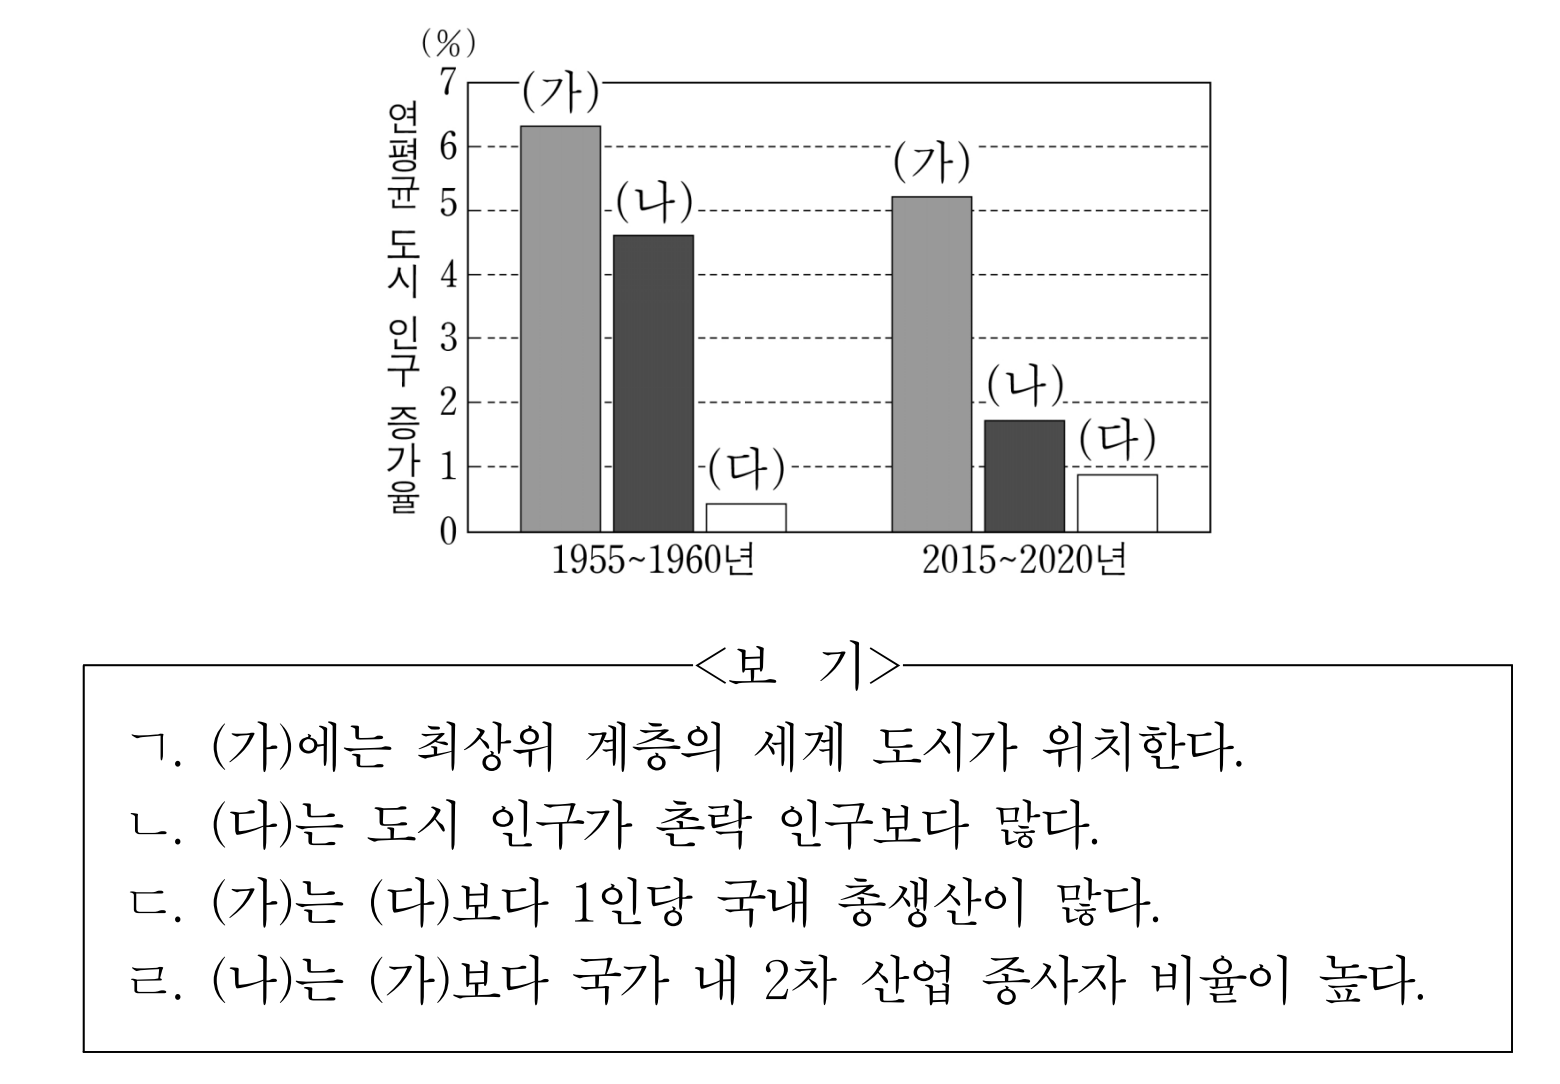 (%)
연평균 도시 인구 증가율
7
6
5
4
3
2
1
0
(가)
(나)
(다)
(가)
(나)
(다)
1955~1960년
2015~2020년
<보 기>
ㄱ. (가)에는 최상위 계층의 세계 도시가 위치한다.
ㄴ. (다)는 도시 인구가 촌락 인구보다 많다.
ㄷ. (가)는 (다)보다 1인당 국내 총생산이 많다.
ㄹ. (나)는 (가)보다 국가 내 2차 산업 종사자 비율이 높다.